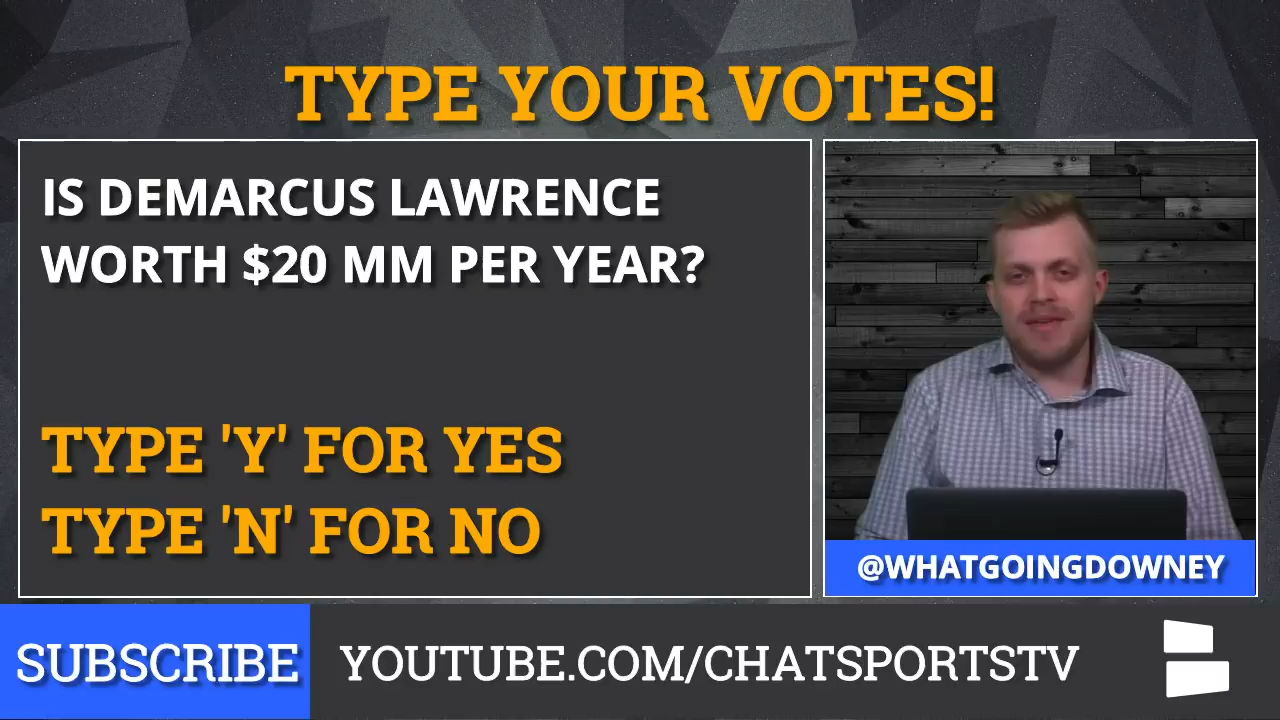 TYPE YOUR VOTES!
IS DEMARCUS LAWRENCE
WORTH $20 MM PER YEAR?
TYPE 'Y' FOR YES
TYPE 'N' FOR NO
@WHATGOINGDOWNEY
SUBSCRIBE
YOUTUBE.COM/CHATSPORTSTV